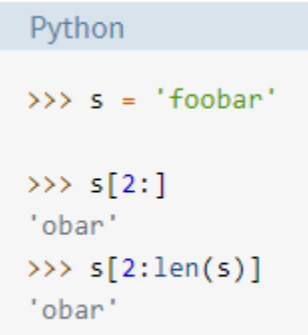 Python
>>> s = 'foobar'
>>> s[2:]
'obar'
>>> s[2:len(s)]
'obar'